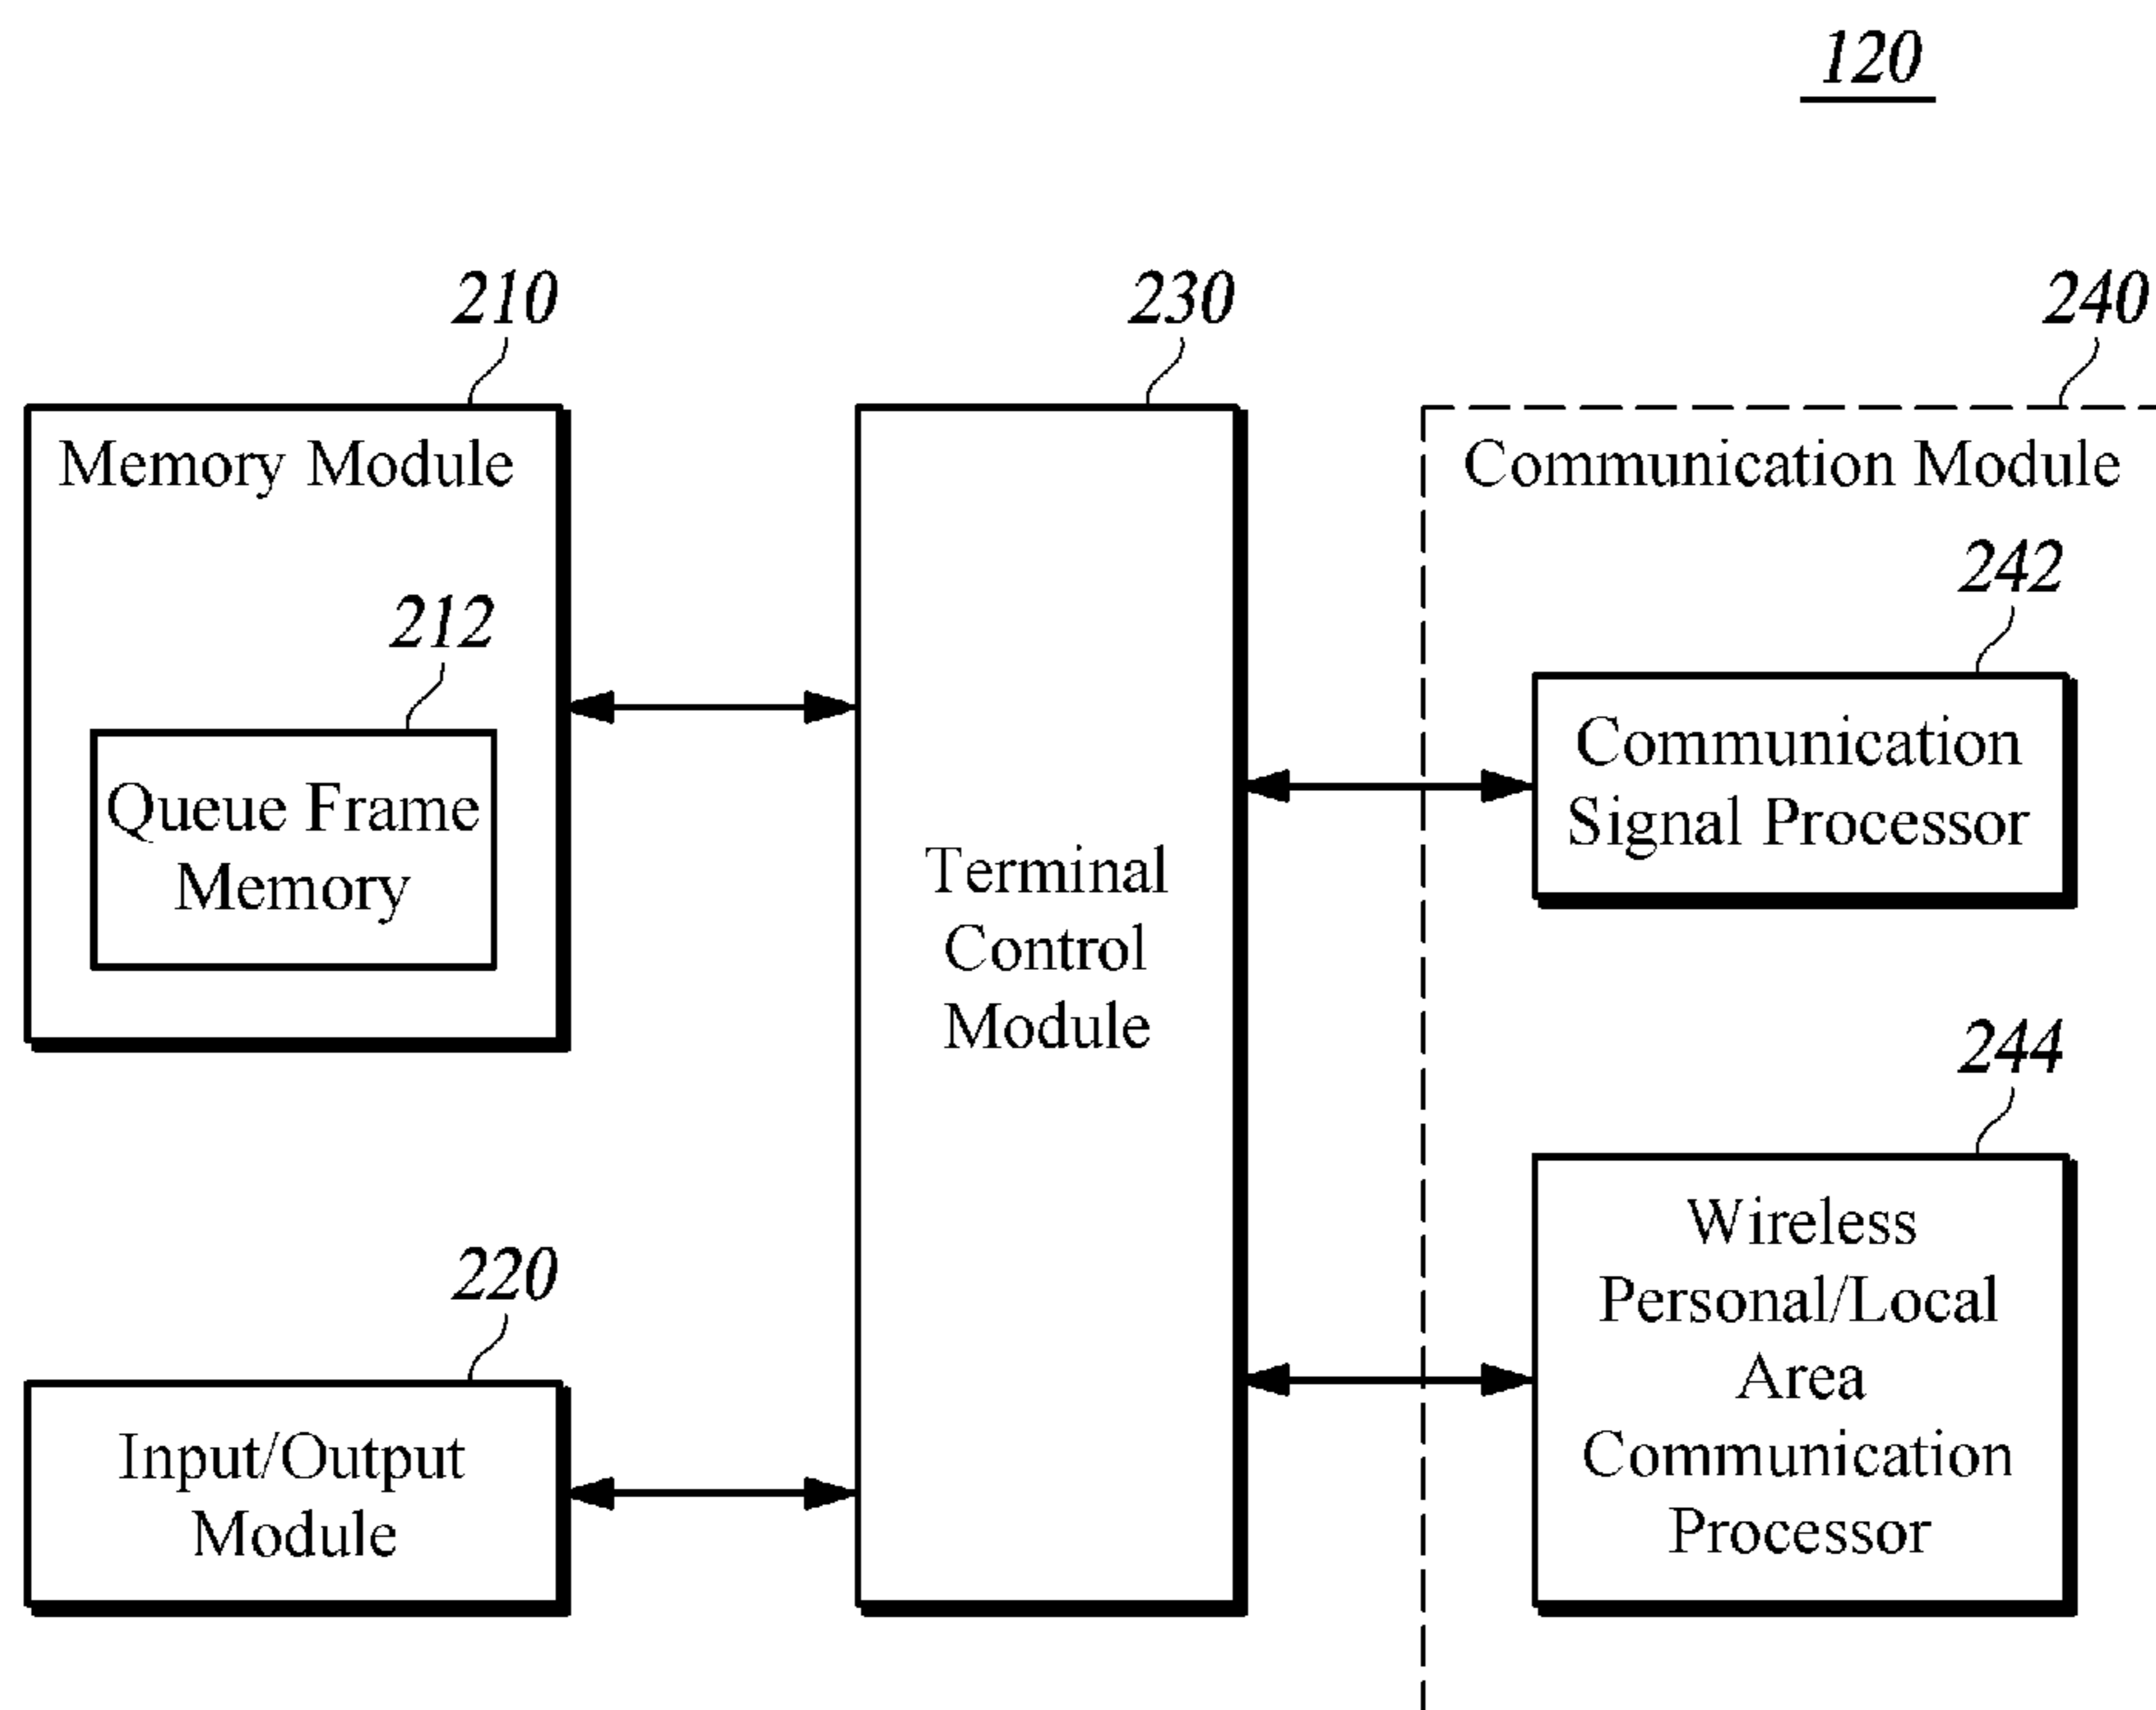 120
210
230
240
Memory Module
Communication Module
212
242
Queue Frame
Memory
Communication
Signal Processor
Terminal
Control
Module
244
220
Wireless
Personal/Local
Area
Communication
Processor
Input/Output
Module